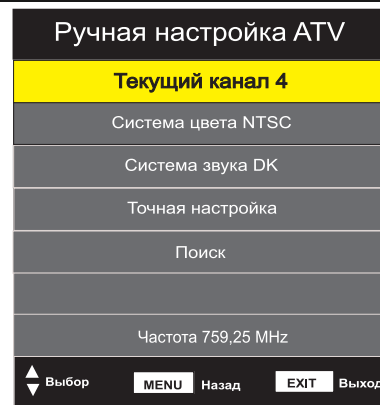 Ручная настройка ATV
Текущий канал 4
Система цвета NTSC
Система звука DK
Точная настройка
Поиск
Частота 759,25 MHz
Выбор MENU Назад EXIT Выход